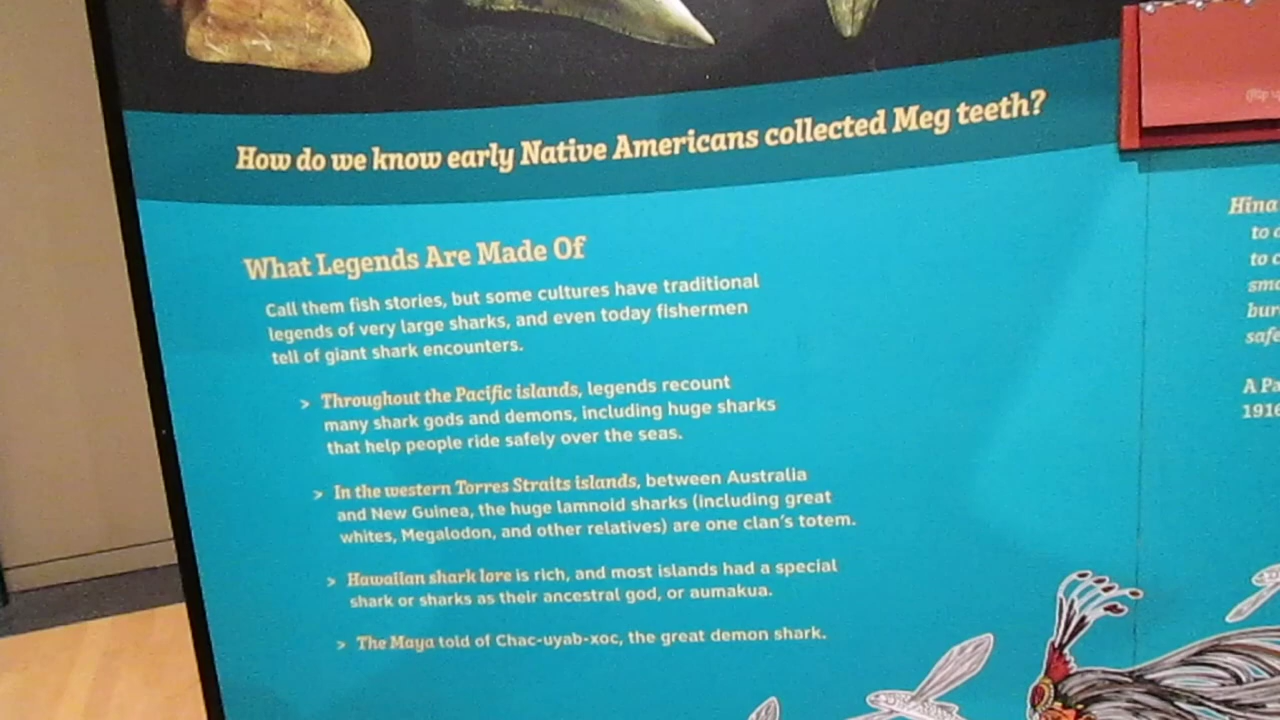 How do we know early Native Americans collected Meg teeth?
What Legends Are Made Of
Call them fish stories, but some cultures have traditional
legends of very large sharks, and even today fishermen
tell of giant shark encounters.
> Throughout the Pacific islands, legends recount
many shark gods and demons, including huge sharks
that help people ride safely over the seas.
> In the western Torres Straits islands, between Australia
and New Guinea, the huge lamnoid sharks (including great
whites, Megalodon, and other relatives) are one clan's totem.
> Hawaiian shark lore is rich, and most islands had a special
shark or sharks as their ancestral god, or aumakua.
> The Maya told of Chac-uyab-xoc, the great demon shark.
Hina
to
to
safe
A
1916